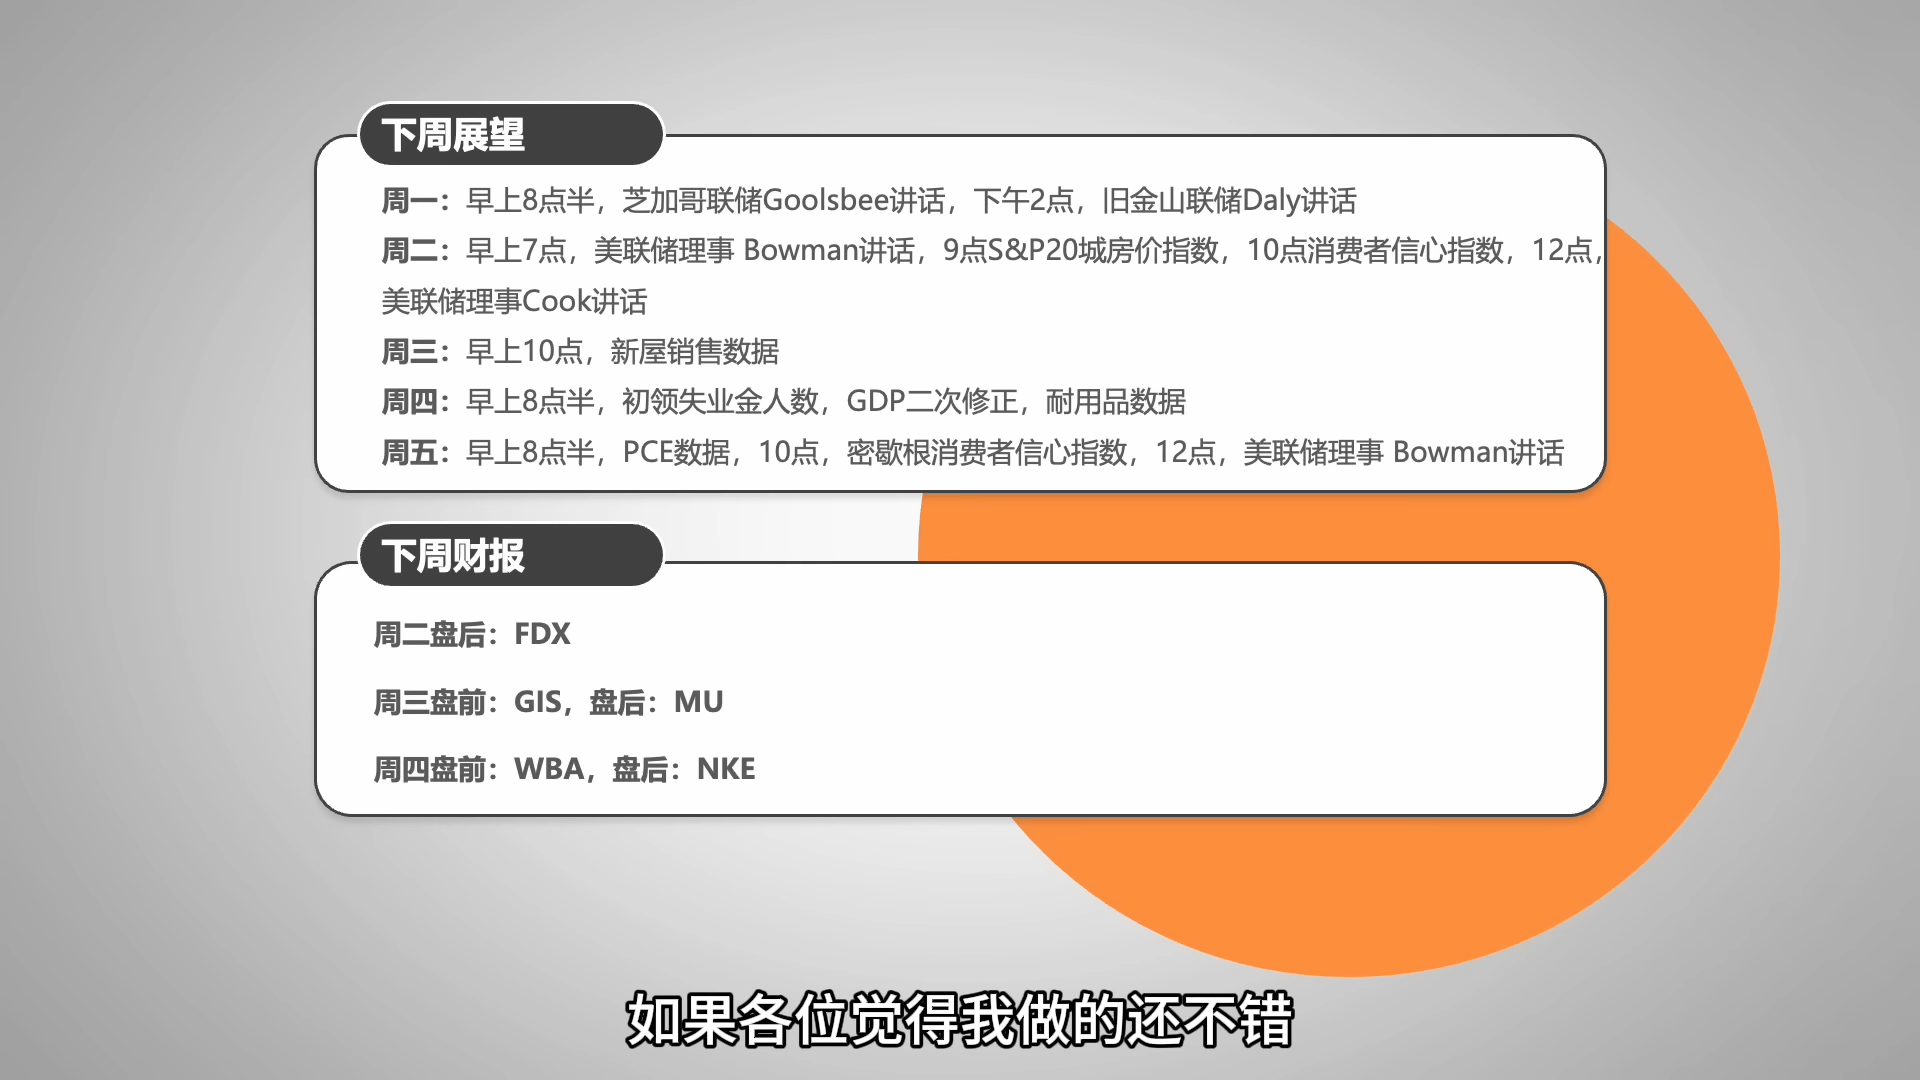 下周展望
周一：早上8点半，芝加哥联储Goolsbee讲话，下午2点，旧金山联储Daly讲话
周二：早上7点，美联储理事 Bowman讲话，9点S&P20城房价指数，10点消费者信心指数，12点，
美联储理事Cook讲话
周三：早上10点，新屋销售数据
周四：早上8点半，初领失业金人数，GDP二次修正，耐用品数据
周五：早上8点半，PCE数据，10点，密歇根消费者信心指数，12点，美联储理事 Bowman讲话
下周财报
周二盘后：FDX
周三盘前：GIS，盘后：MU
周四盘前：WBA，盘后：NKE
如果各位觉得我做的还不错